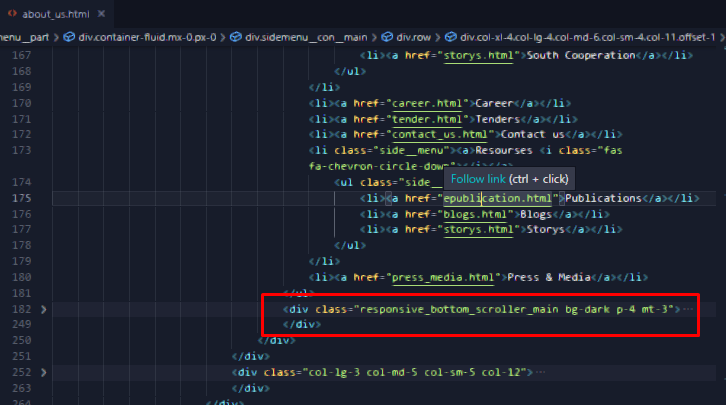 about_us.html ×
nenu__part > div.container-fluid.mx-0.px-0 > div.sidemenu__con__main > div.row > div.col-xl-4.col-lg-4.col-md-6.col-sm-4.col-11.offset-1
167 <li><a href="storys.html">South Cooperation</a></li>
168 </ul>
169 </li>
170 <li><a href="career.html">Career</a></li>
171 <li><a href="tender.html">Tenders</a></li>
172 <li><a href="contact_us.html">Contact us</a></li>
173 <li class="side__menu"><a>Resourses <i class="fas
fa-chevron-circle-down"></i></a>
Follow link (ctrl + click)
174 <ul class="side__
175 <li><a href="epublication.html">Publications</a></li>
176 <li><a href="blogs.html">Blogs</a></li>
177 <li><a href="storys.html">Storys</a></li>
178 </ul>
179 </li>
180 <li><a href="press_media.html">Press & Media</a></li>
</ul>
182 <div class="responsive_bottom_scroller_main bg-dark p-4 mt-3">…
249 </div>
250 </div>
251 </div>
252 <div class="col-lg-3 col-md-5 col-sm-5 col-12">…
263 </div>
264 </div>